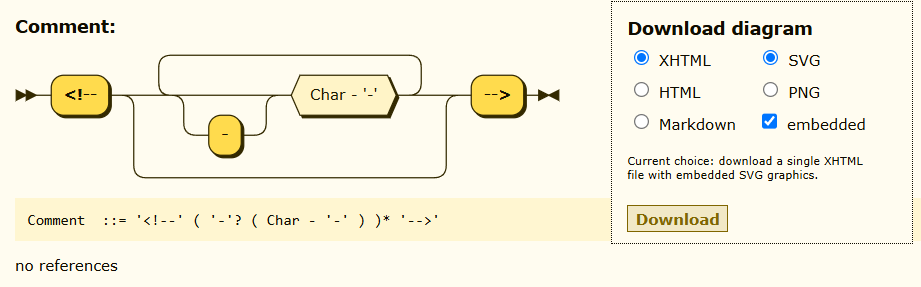 Comment:
<!--
-
Char - '-'
-->
Comment  ::= '<!--' ( '-'? ( Char - '-' ) )* '-->'
no references
Download diagram
XHTML SVG
HTML PNG
Markdown embedded
Current choice: download a single XHTML
file with embedded SVG graphics.
Download